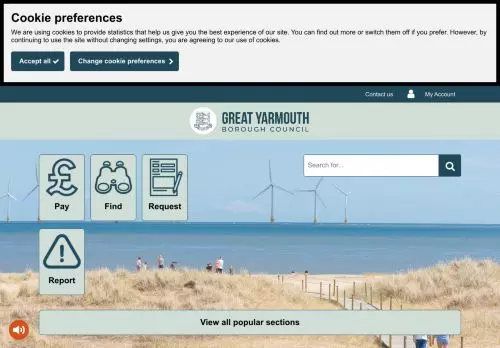 Cookie preferences
We are using cookies to provide statistics that help us give you the best experience of our site. You can find out more or switch them off if you prefer. However, by
continuing to use the site without changing settings, you are agreeing to our use of cookies.
Accept all
Change cookie preferences
Contact us
My Account
GREAT YARMOUTH
BOROUGH COUNCIL
Search for...
Pay
Find
Request
Report
View all popular sections